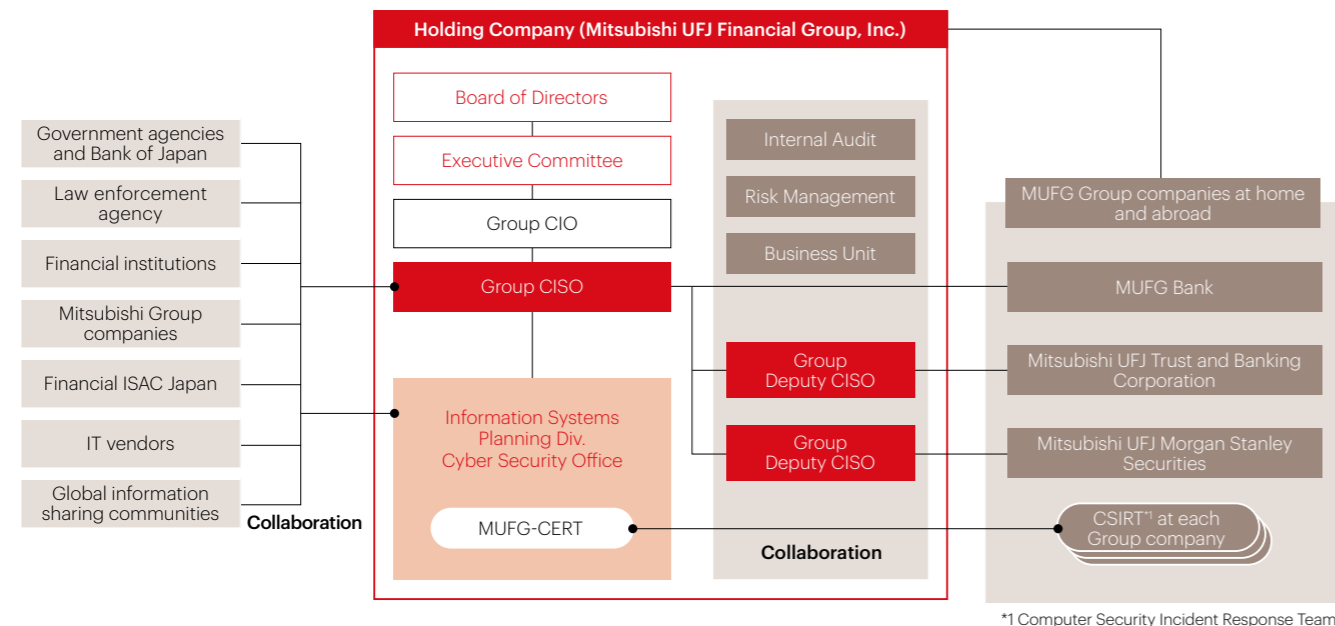 Holding Company (Mitsubishi UFJ Financial Group, Inc.)
Government agencies
and Bank of Japan
Law enforcement
agency
Financial institutions
Mitsubishi Group
companies
Financial ISAC Japan
IT vendors
Global information
sharing communities
Collaboration
Board of Directors
Executive Committee
Group CIO
Group CISO
Information Systems
Planning Div.
Cyber Security Office
MUFG-CERT
Internal Audit
Risk Management
Business Unit
Group
Deputy CISO
Group
Deputy CISO
Collaboration
MUFG Group companies at home
and abroad
MUFG Bank
Mitsubishi UFJ Trust and Banking
Corporation
Mitsubishi UFJ Morgan Stanley
Securities
CSIRT*1 at each
Group company
*1 Computer Security Incident Response Team